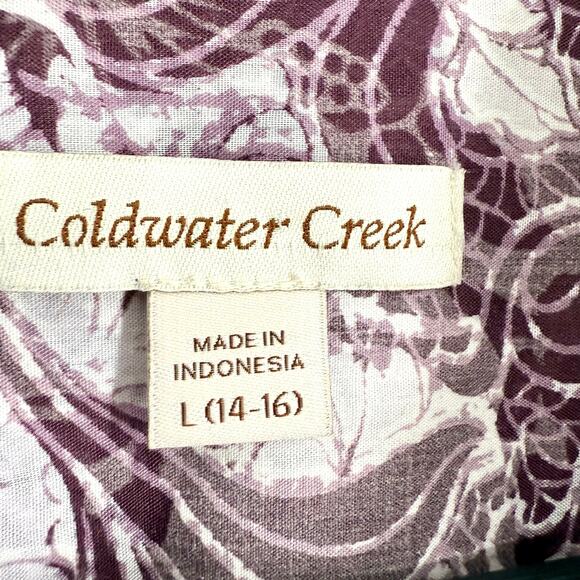 Coldwater Creek
MADE IN
INDONESIA
L (14-16)